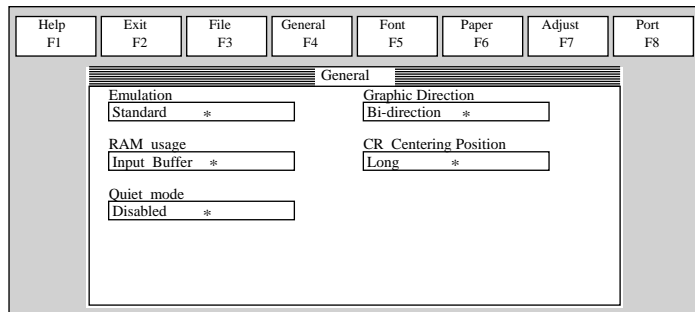 Help Exit File General Font Paper Adjust Port
F1 F2 F3 F4 F5 F6 F7 F8
General
Emulation Graphic Direction
Standard * Bi-direction *
RAM usage CR Centering Position
Input Buffer * Long *
Quiet mode
Disabled *